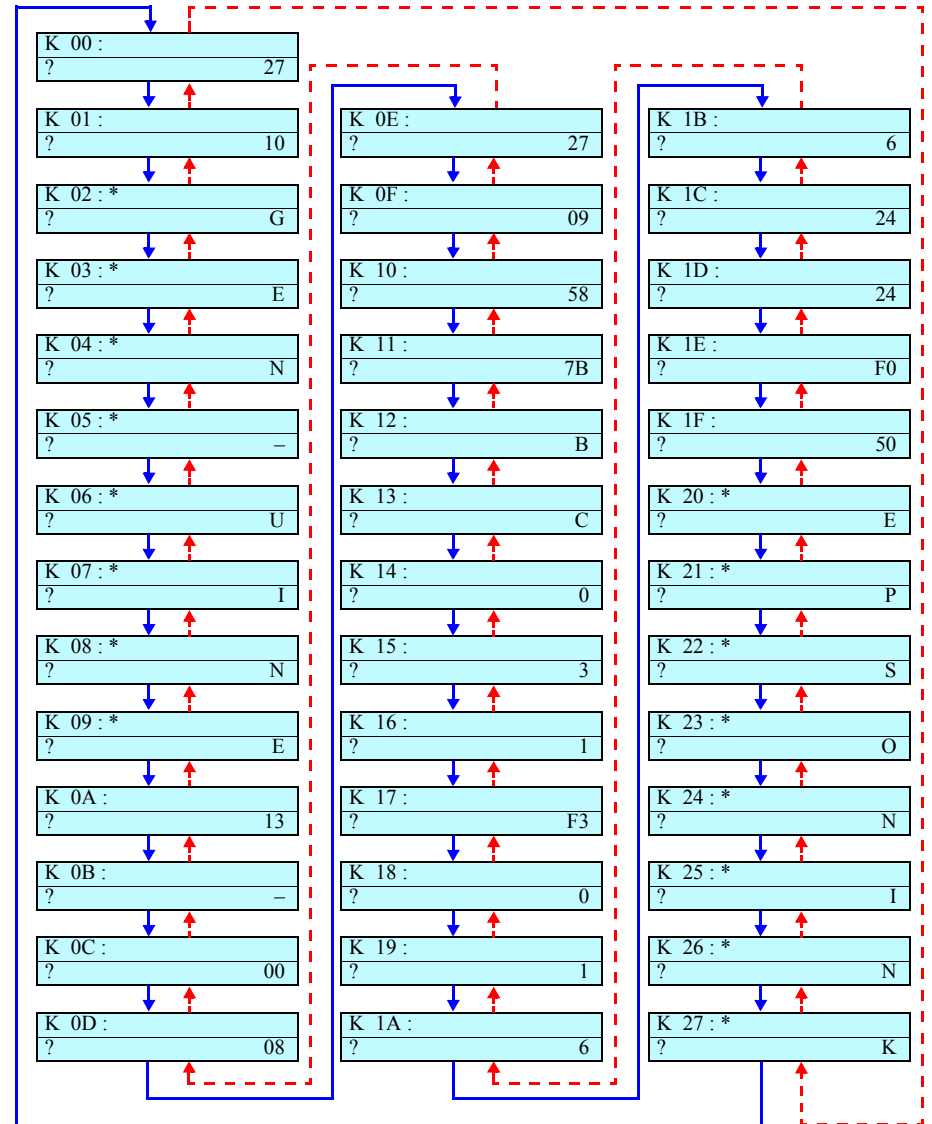 K 00 :
? 27
K 01 :
? 10
K 02 : *
? G
K 03 : *
? E
K 04 : *
? N
K 05 : *
? –
K 06 : *
? U
K 07 : *
? I
K 08 : *
? N
K 09 : *
? E
K 0A :
? 13
K 0B :
? –
K 0C :
? 00
K 0D :
? 08
K 0E :
? 27
K 0F :
? 09
K 10 :
? 58
K 11 :
? 7B
K 12 :
? B
K 13 :
? C
K 14 :
? 0
K 15 :
? 3
K 16 :
? 1
K 17 :
? F3
K 18 :
? 0
K 19 :
? 1
K 1A :
? 6
K 1B :
? 6
K 1C :
? 24
K 1D :
? 24
K 1E :
? F0
K 1F :
? 50
K 20 : *
? E
K 21 : *
? P
K 22 : *
? S
K 23 : *
? O
K 24 : *
? N
K 25 : *
? I
K 26 : *
? N
K 27 : *
? K